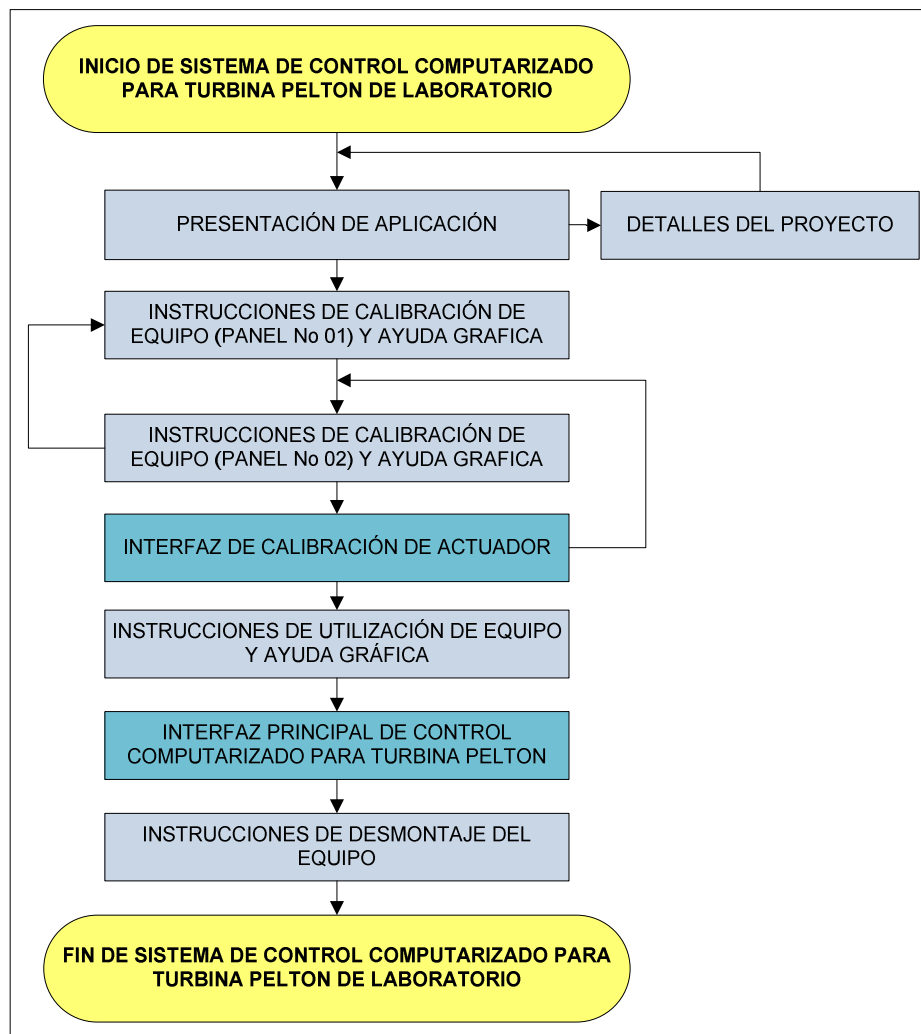 INICIO DE SISTEMA DE CONTROL COMPUTARIZADO
PARA TURBINA PELTON DE LABORATORIO
PRESENTACIÓN DE APLICACIÓN
DETALLES DEL PROYECTO
INSTRUCCIONES DE CALIBRACIÓN DE
EQUIPO (PANEL No 01) Y AYUDA GRAFICA
INSTRUCCIONES DE CALIBRACIÓN DE
EQUIPO (PANEL No 02) Y AYUDA GRAFICA
INTERFAZ DE CALIBRACIÓN DE ACTUADOR
INSTRUCCIONES DE UTILIZACIÓN DE EQUIPO
Y AYUDA GRÁFICA
INTERFAZ PRINCIPAL DE CONTROL
COMPUTARIZADO PARA TURBINA PELTON
INSTRUCCIONES DE DESMONTAJE DEL
EQUIPO
FIN DE SISTEMA DE CONTROL COMPUTARIZADO PARA
TURBINA PELTON DE LABORATORIO